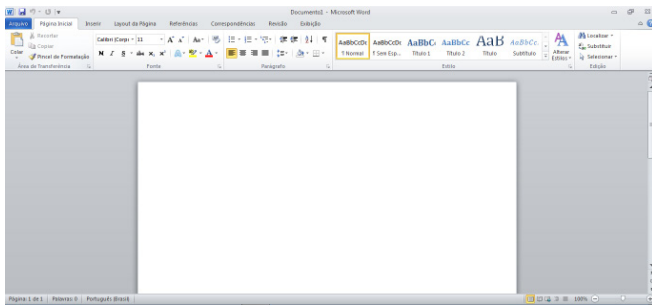 Documento1 - Microsoft Word
Arquivo Página Inicial Inserir Layout da Página Referências Correspondências Revisão Exibição
Recortar
Copiar
Colar
Pincel de Formatação
Área de Transferência
Calibri (Corpo) 11
N I S abc x, x²
Fonte
Parágrafo
AaBbCcDc AaBbCcDc AaBbC AaBbCc AaB AaBbCc.
¶ Normal ¶ Sem Esp... Título 1 Título 2 Título Subtítulo
Alterar Estilos
Estilo
Localizar
Substituir
Selecionar
Edição
Página: 1 de 1 Palavras: 0 Português (Brasil) 100%